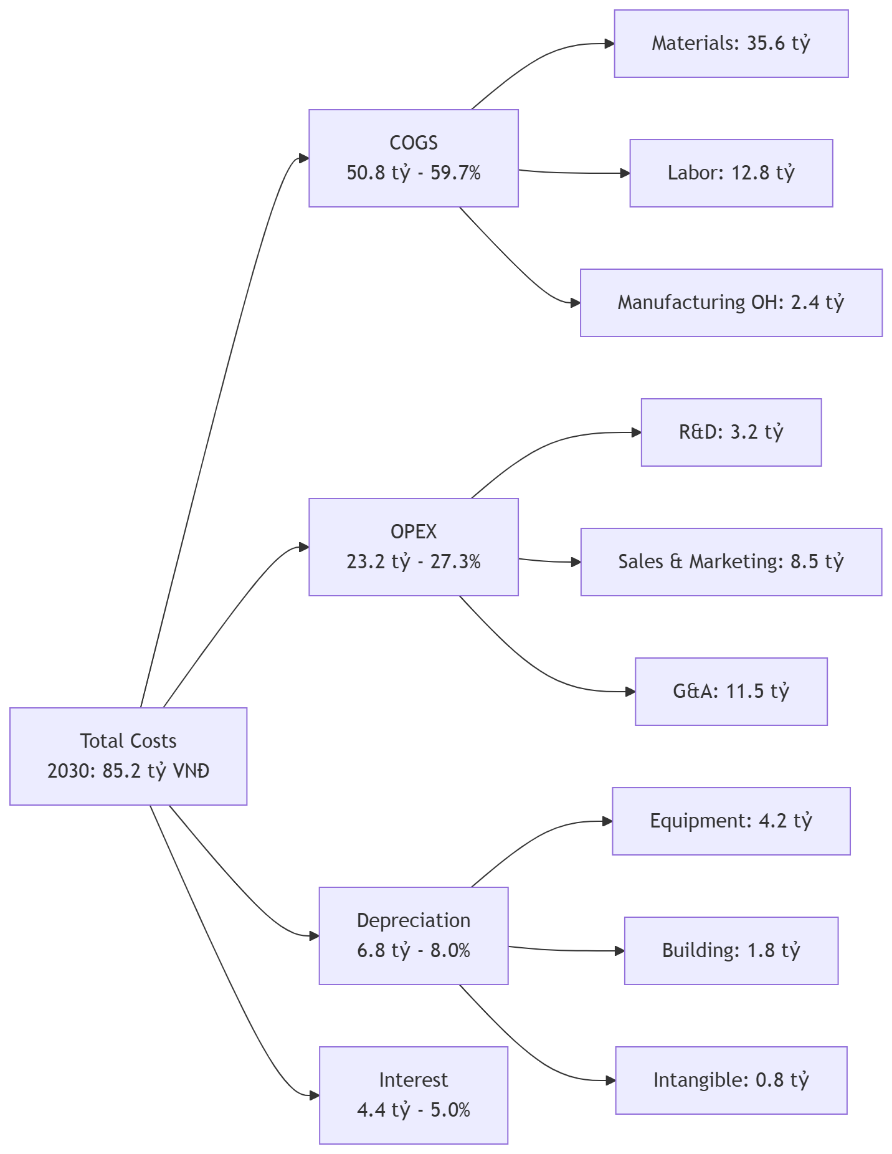 Materials: 35.6 tỷ
COGS
50.8 tỷ - 59.7%
Labor: 12.8 tỷ
Manufacturing OH: 2.4 tỷ
R&D: 3.2 tỷ
OPEX
23.2 tỷ - 27.3%
Sales & Marketing: 8.5 tỷ
G&A: 11.5 tỷ
Total Costs
2030: 85.2 tỷ VNĐ
Equipment: 4.2 tỷ
Depreciation
6.8 tỷ - 8.0%
Building: 1.8 tỷ
Intangible: 0.8 tỷ
Interest
4.4 tỷ - 5.0%